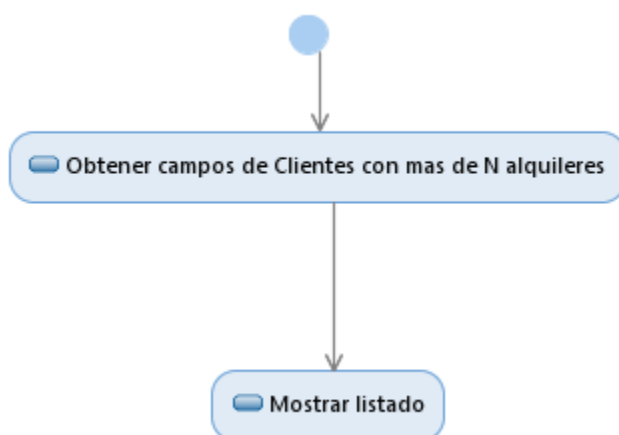 Obtener campos de Clientes con mas de N alquileres
Mostrar listado